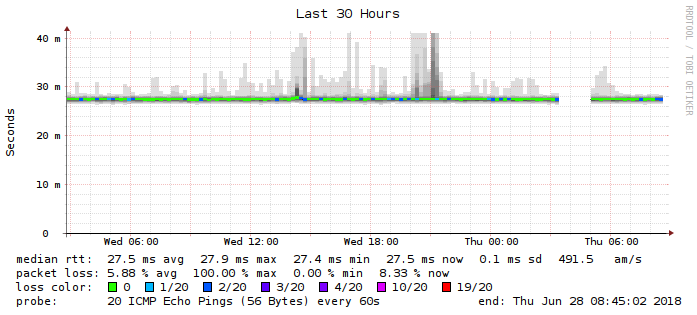 Last 30 Hours
RRDTOOL / TOBI OETIKER
Seconds
40 m
30 m
20 m
10 m
0
Wed 06:00 Wed 12:00 Wed 18:00 Thu 00:00 Thu 06:00
median rtt: 27.5 ms avg 27.9 ms max 27.4 ms min 27.5 ms now 0.1 ms sd 491.5 am/s
packet loss: 5.88 % avg 100.00 % max 0.00 % min 8.33 % now
loss color: 0 1/20 2/20 3/20 4/20 10/20 19/20
probe: 20 ICMP Echo Pings (56 Bytes) every 60s end: Thu Jun 28 08:45:02 2018